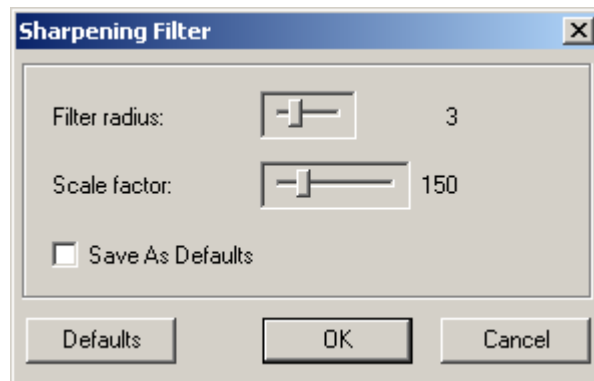 Sharpening Filter
Filter radius: 3
Scale factor: 150
Save As Defaults
Defaults OK Cancel